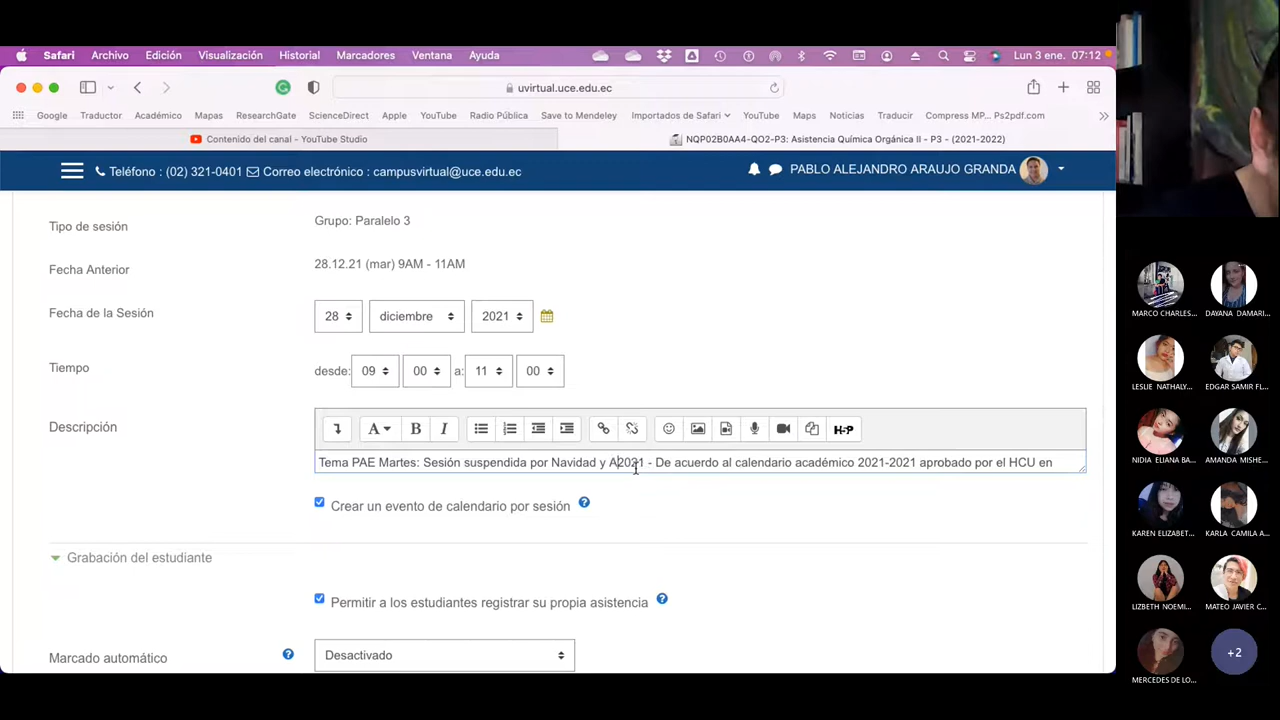 Safari Archivo Edición Visualización Historial Marcadores Ventana Ayuda Lun 3 ene. 07:12
uvirtual.uce.edu.ec
Google Traductor Académico Mapas ResearchGate ScienceDirect Apple YouTube Radio Pública Save to Mendeley Importados de Safari YouTube Maps Noticias Traducir Compress MP... Ps2pdf.com
Contenido del canal - YouTube Studio NQP02B0AA4-QO2-P3: Asistencia Química Orgánica II - P3 - (2021-2022)
Teléfono : (02) 321-0401 Correo electrónico : campusvirtual@uce.edu.ec PABLO ALEJANDRO ARAUJO GRANDA
Tipo de sesión Grupo: Paralelo 3
Fecha Anterior 28.12.21 (mar) 9AM - 11AM
Fecha de la Sesión 28 diciembre 2021
Tiempo desde: 09 00 a: 11 00
Descripción
A B I H-P
Tema PAE Martes: Sesión suspendida por Navidad y A2021 - De acuerdo al calendario académico 2021-2021 aprobado por el HCU en
Crear un evento de calendario por sesión
Grabación del estudiante
Permitir a los estudiantes registrar su propia asistencia
Marcado automático Desactivado
MARCO CHARLES... DAYANA DAMARI...
LESLIE NATHALY... EDGAR SAMIR FL...
NIDIA ELIANA BA... AMANDA MISHE...
KAREN ELIZABET... KARLA CAMILA A...
LIZBETH NOEMI... MATEO JAVIER C...
MERCEDES DE LO... +2